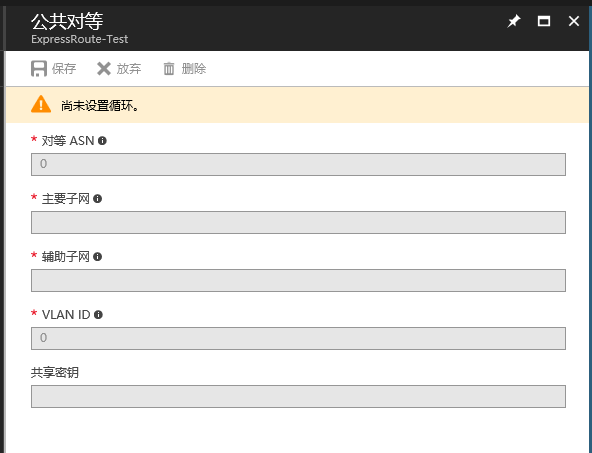 公共对等
ExpressRoute-Test
保存 放弃 删除
尚未设置循环。
* 对等 ASN
0
* 主要子网
* 辅助子网
* VLAN ID
0
共享密钥